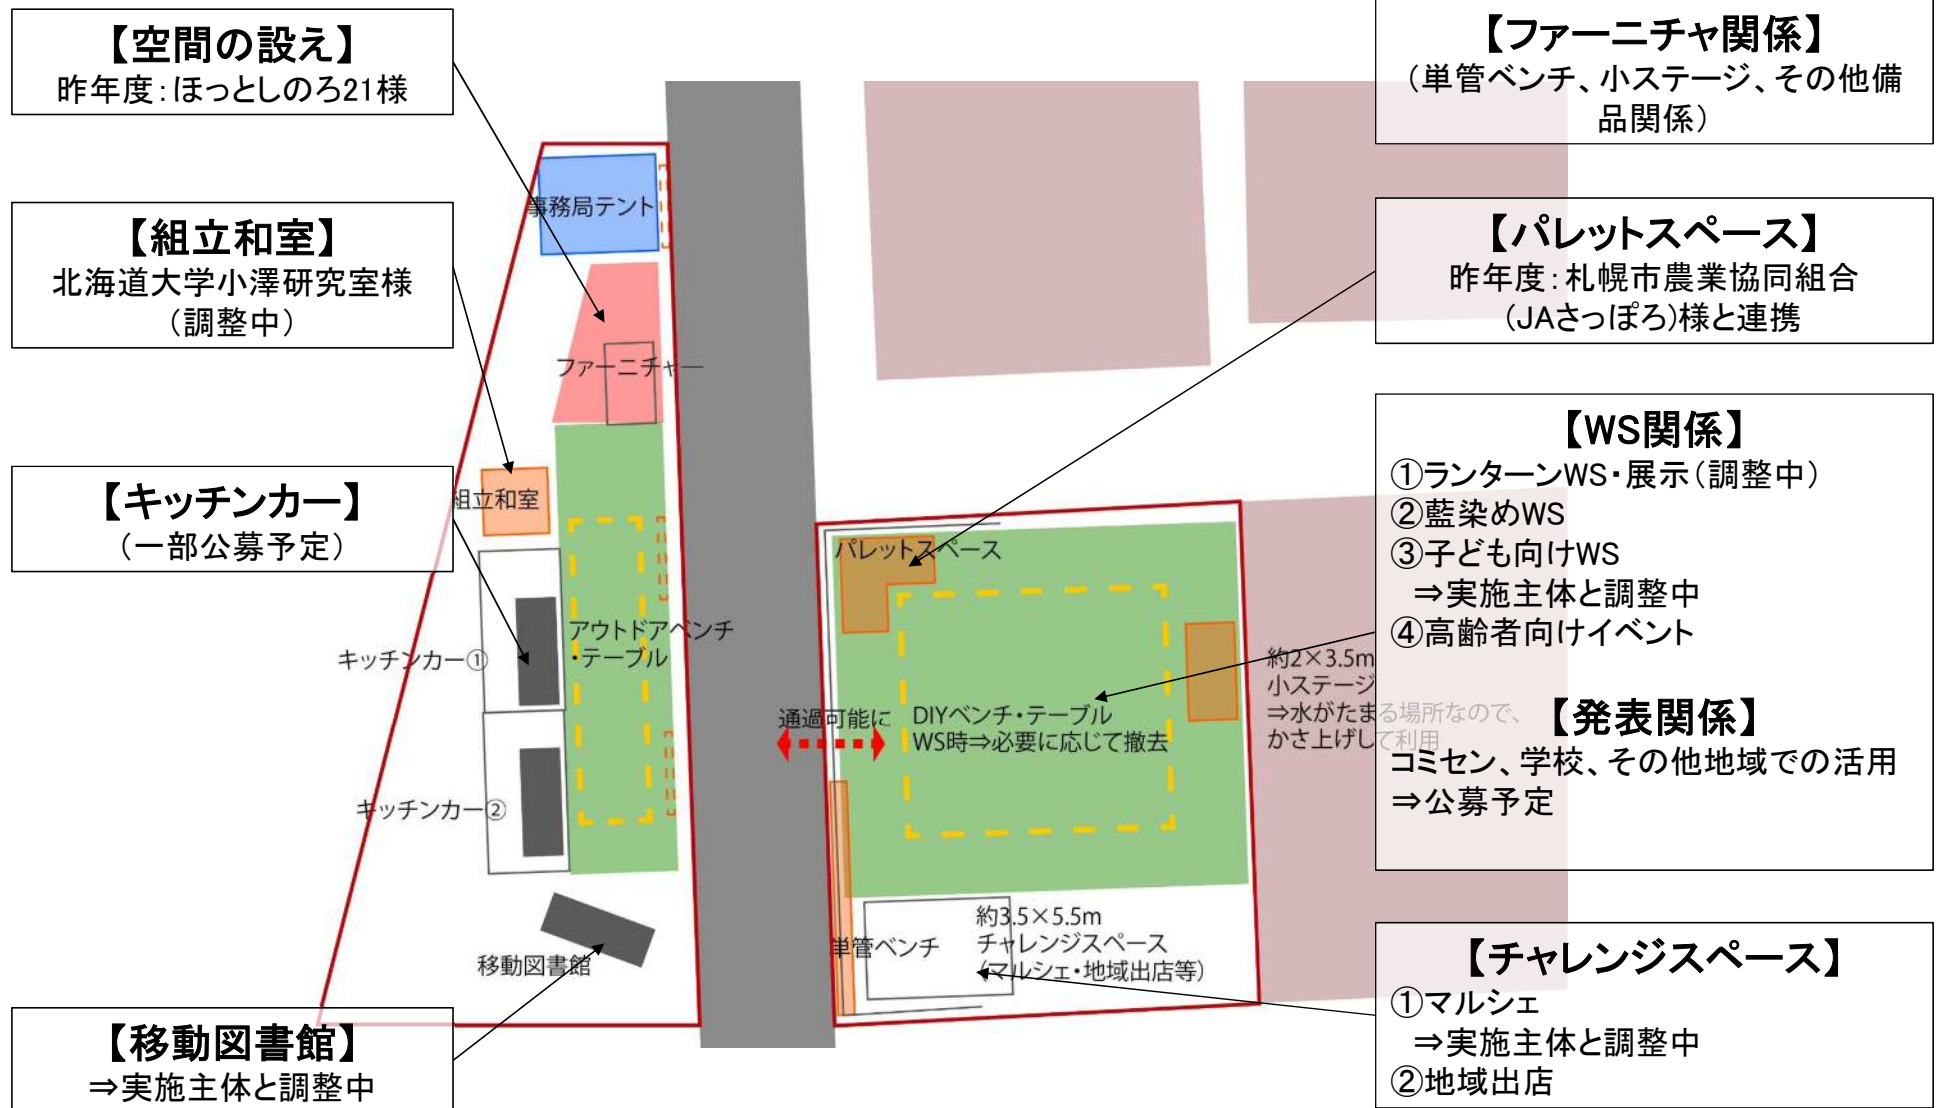 【空間の設え】
昨年度：ほっとしのろ21様
【組立和室】
北海道大学小澤研究室様
（調整中）
【キッチンカー】
（一部公募予定）
【移動図書館】
⇒実施主体と調整中
事務局テント
ファーニチャー
組立和室
アウトドアベンチ
・テーブル
キッチンカー①
キッチンカー②
移動図書館
通過可能に
パレットスペース
DIYベンチ・テーブル
WS時⇒必要に応じて撤去
約2×3.5m
小ステージ
⇒水がたまる場所なので、
かさ上げして利用
単管ベンチ
約3.5×5.5m
チャレンジスペース
（マルシェ・地域出店等）
【ファーニチャ関係】
（単管ベンチ、小ステージ、その他備
品関係）
【パレットスペース】
昨年度：札幌市農業協同組合
（JAさっぽろ）様と連携
【WS関係】
①ランターンWS・展示（調整中）
②藍染めWS
③子ども向けWS
⇒実施主体と調整中
④高齢者向けイベント
【発表関係】
コミセン、学校、その他地域での活用
⇒公募予定
【チャレンジスペース】
①マルシェ
⇒実施主体と調整中
②地域出店